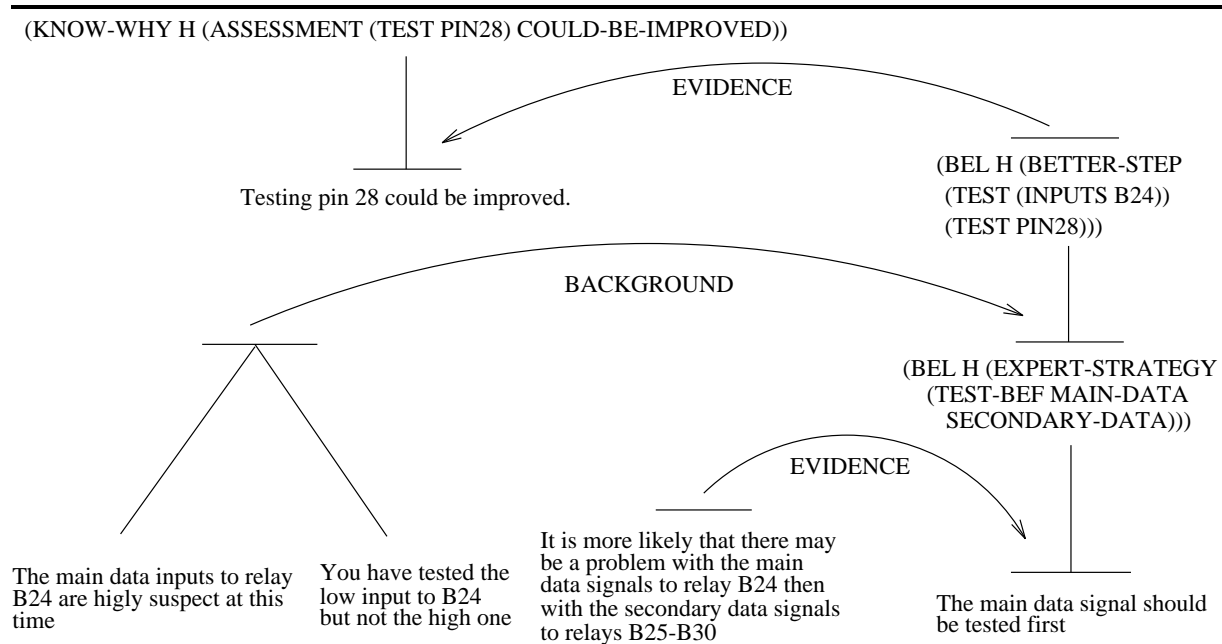 (KNOW-WHY H (ASSESSMENT (TEST PIN28) COULD-BE-IMPROVED))
EVIDENCE
(BEL H (BETTER-STEP
(TEST (INPUTS B24))
(TEST PIN28)))
Testing pin 28 could be improved.
BACKGROUND
(BEL H (EXPERT-STRATEGY
(TEST-BEF MAIN-DATA
SECONDARY-DATA)))
EVIDENCE
The main data inputs to relay
B24 are higly suspect at this
time
You have tested the
low input to B24
but not the high one
It is more likely that there may
be a problem with the main
data signals to relay B24 then
with the secondary data signals
to relays B25-B30
The main data signal should
be tested first